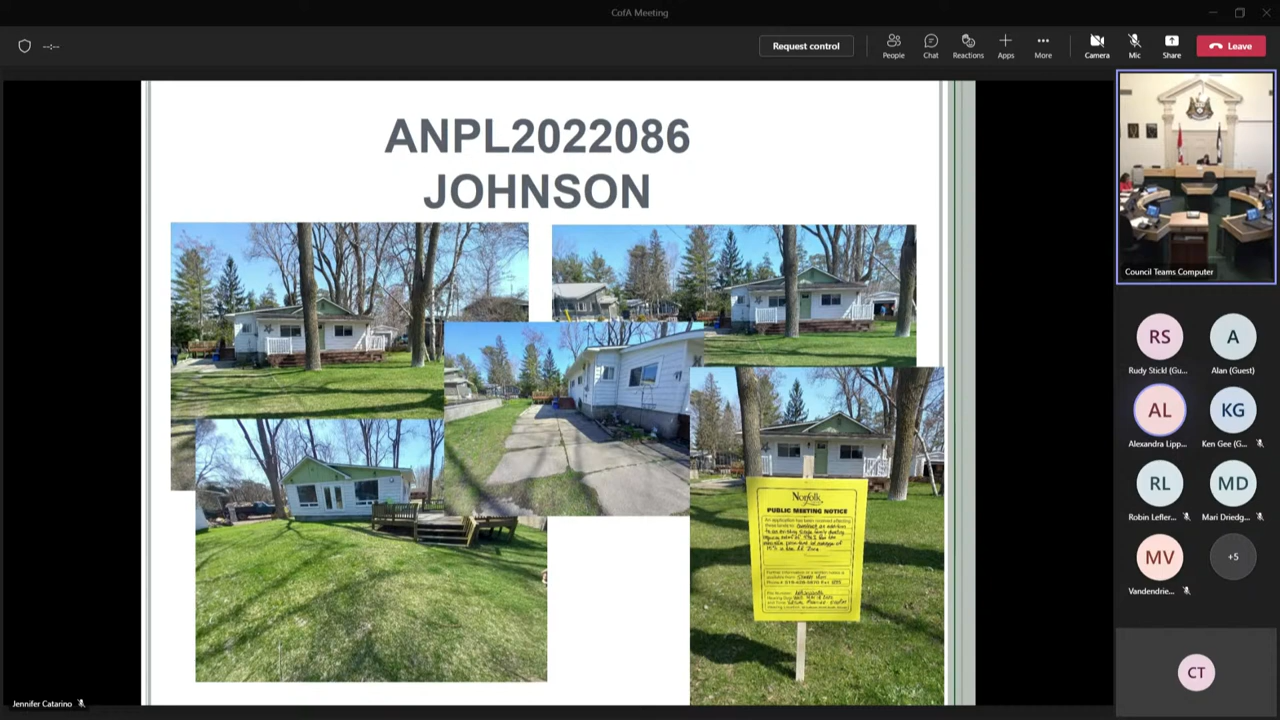 CofA Meeting
--:--
Request control
People
Chat
Reactions
Apps
More
Camera
Mic
Share
Leave
ANPL2022086
JOHNSON
Norfolk
PUBLIC MEETING NOTICE
Council Teams Computer
RS
A
Rudy Stickl (Gu...
Alan (Guest)
AL
KG
Alexandra Lipp...
Ken Gee (G...
RL
MD
Robin Lefler...
Mari Driedg...
MV
+5
Vandendrie...
CT
Jennifer Catarino